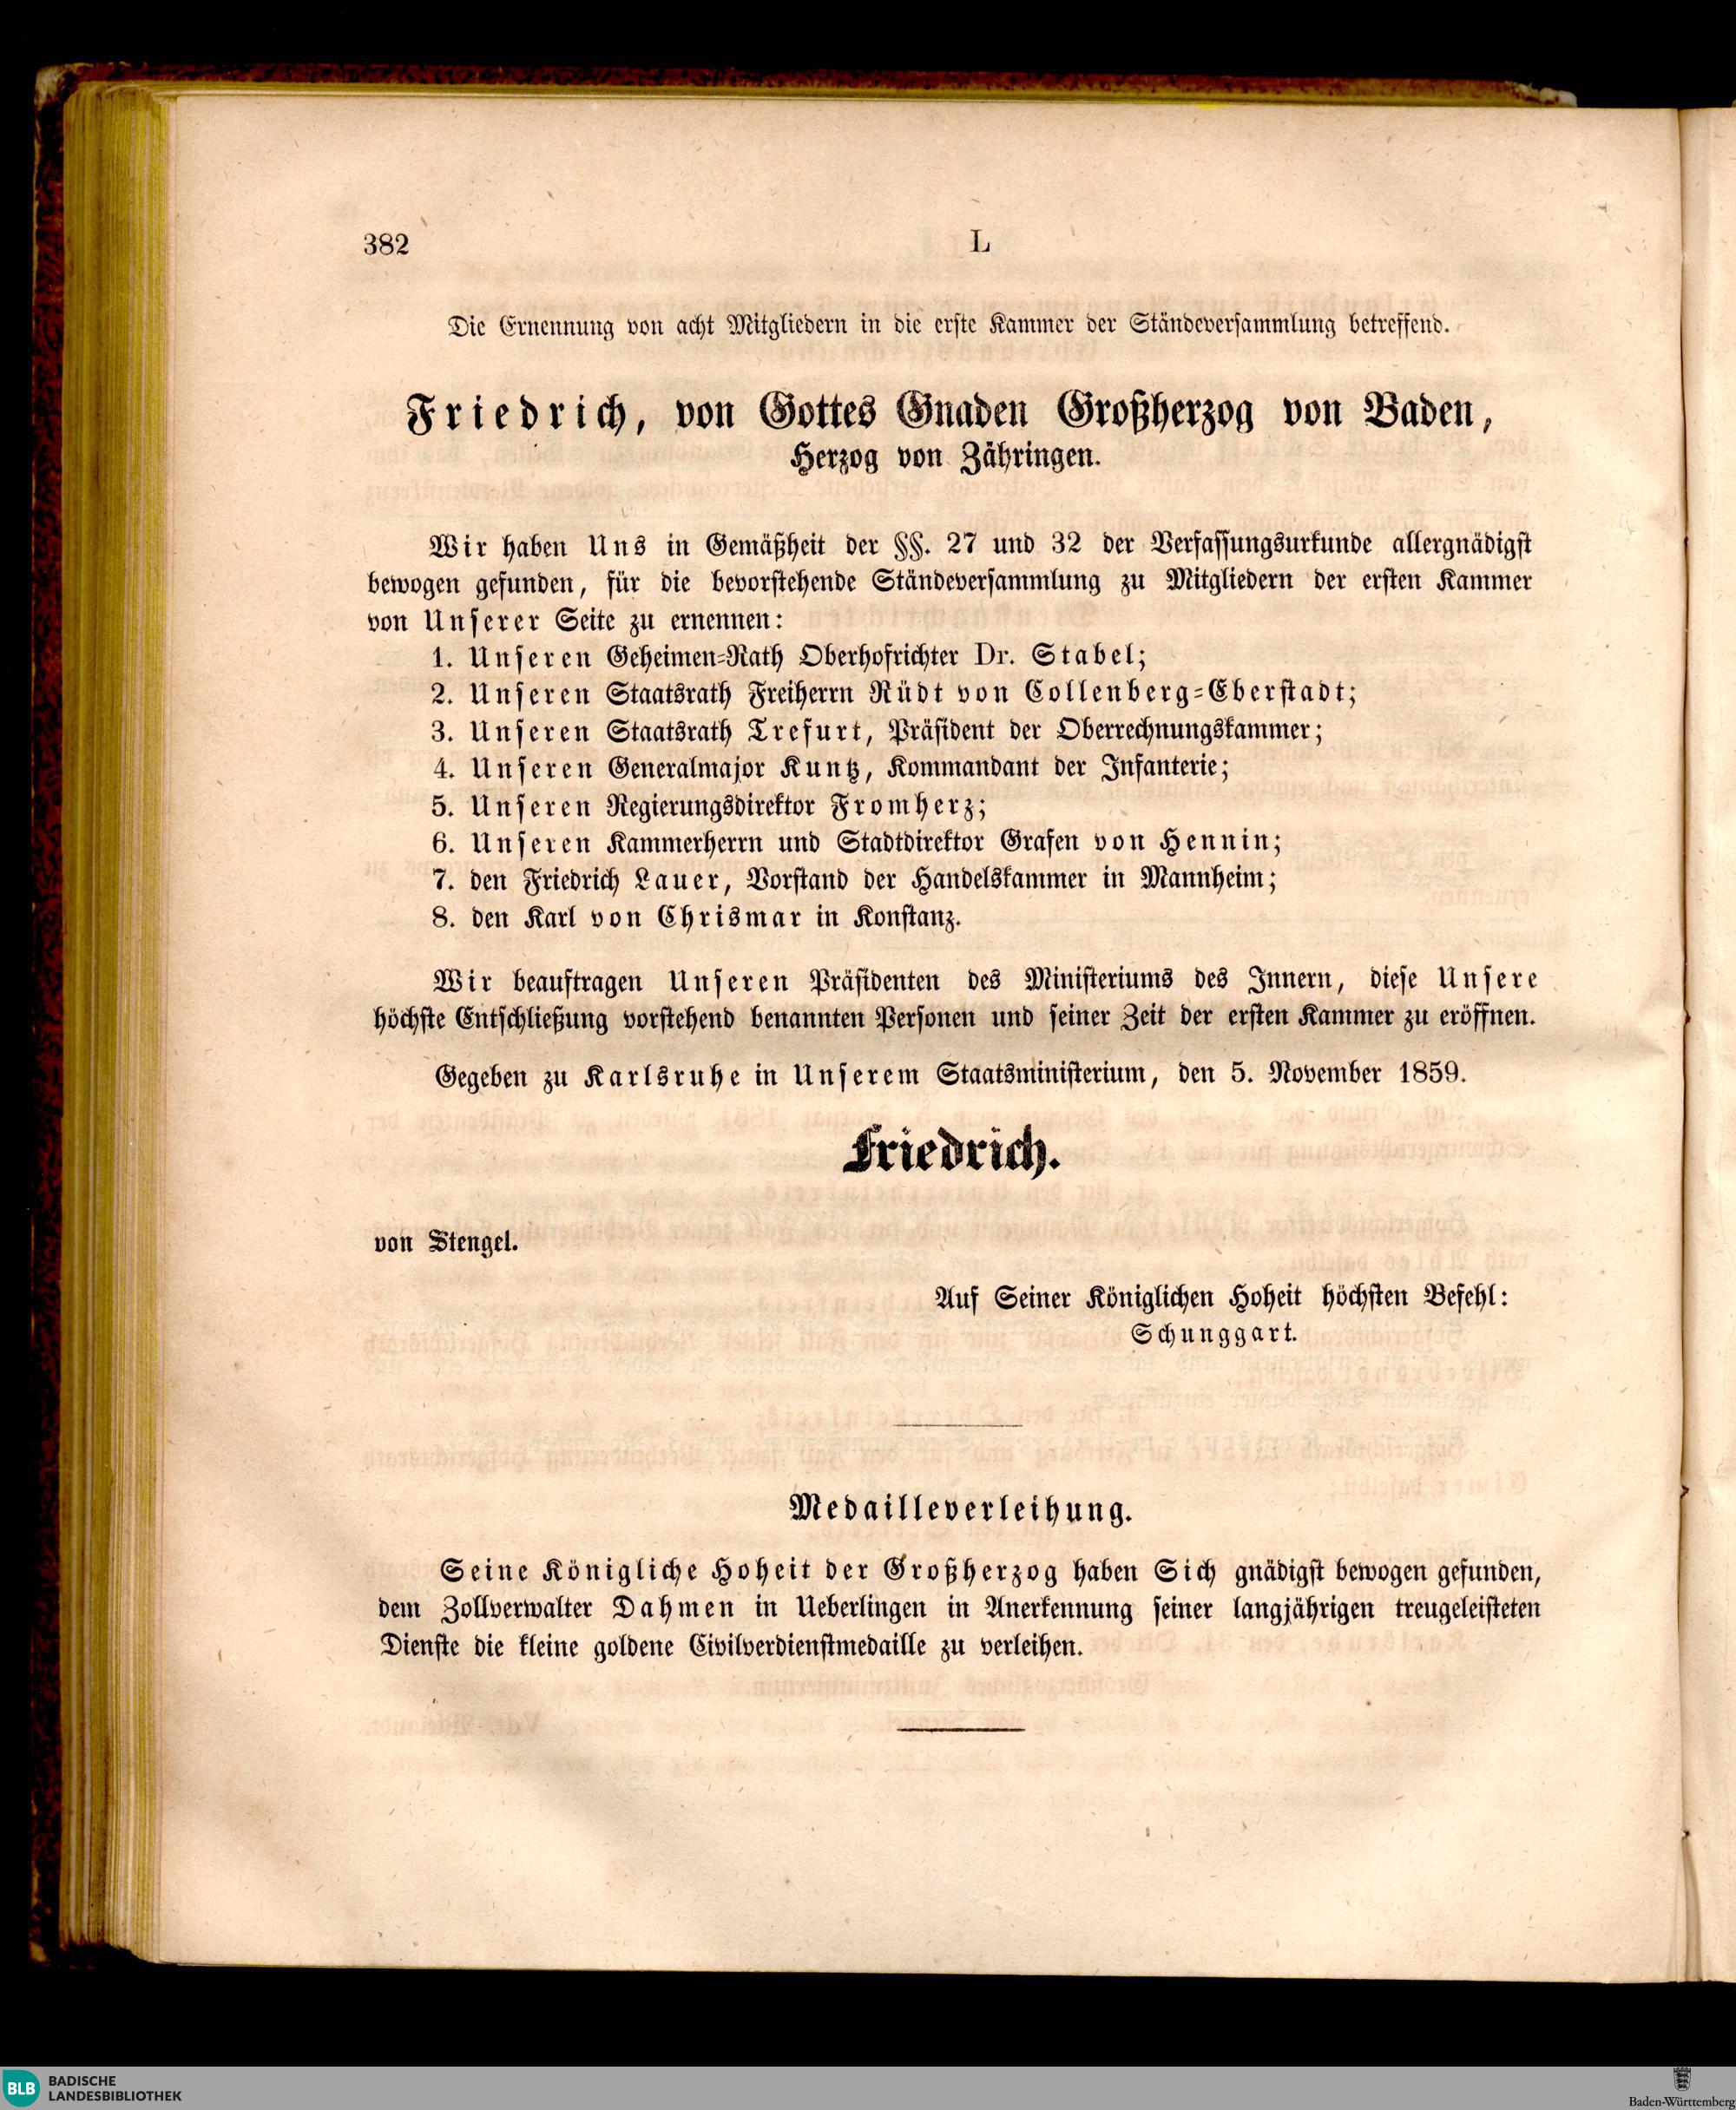 382
L
Die Ernennung von acht Mitgliedern in die erste Kammer der Ständeversammlung betreffend.
Friedrich, von Gottes Gnaden Großherzog von Baden,
Herzog von Zähringen.
Wir haben Uns in Gemäßheit der §§. 27 und 32 der Verfassungsurkunde allergnädigst
bewogen gefunden, für die bevorstehende Ständeversammlung zu Mitgliedern der ersten Kammer
von Unserer Seite zu ernennen:
1. Unseren Geheimen-Rath Oberhofrichter Dr. Stabel;
2. Unseren Staatsrath Freiherrn Rüdt von Collenberg-Eberstadt;
3. Unseren Staatsrath Trefurt, Präsident der Oberrechnungskammer;
4. Unseren Generalmajor Kuntz, Kommandant der Infanterie;
5. Unseren Regierungsdirektor Fromherz;
6. Unseren Kammerherrn und Stadtdirektor Grafen von Hennin;
7. den Friedrich Lauer, Vorstand der Handelskammer in Mannheim;
8. den Karl von Chrismar in Konstanz.
Wir beauftragen Unseren Präsidenten des Ministeriums des Innern, diese Unsere
höchste Entschließung vorstehend benannten Personen und seiner Zeit der ersten Kammer zu eröffnen.
Gegeben zu Karlsruhe in Unserem Staatsministerium, den 5. November 1859.
Friedrich.
von Stengel.
Auf Seiner Königlichen Hoheit höchsten Befehl:
Schunggart.
Medailleverleihung.
Seine Königliche Hoheit der Großherzog haben Sich gnädigst bewogen gefunden,
dem Zollverwalter Dahmen in Ueberlingen in Anerkennung seiner langjährigen treugeleisteten
Dienste die kleine goldene Civilverdienstmedaille zu verleihen.
BLB BADISCHE
LANDESBIBLIOTHEK
Baden-Württemberg